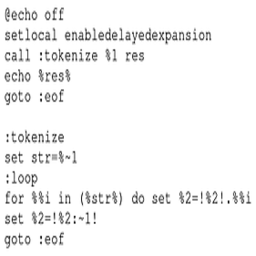 @echo off
setlocal enabledelayedexpansion
call :tokenize %1 res
echo %res%
goto :eof

:tokenize
set str=%~1
:loop
for %%i in (%str%) do set %2=!%2!.%%i
set %2=!%2:~1!
goto :eof